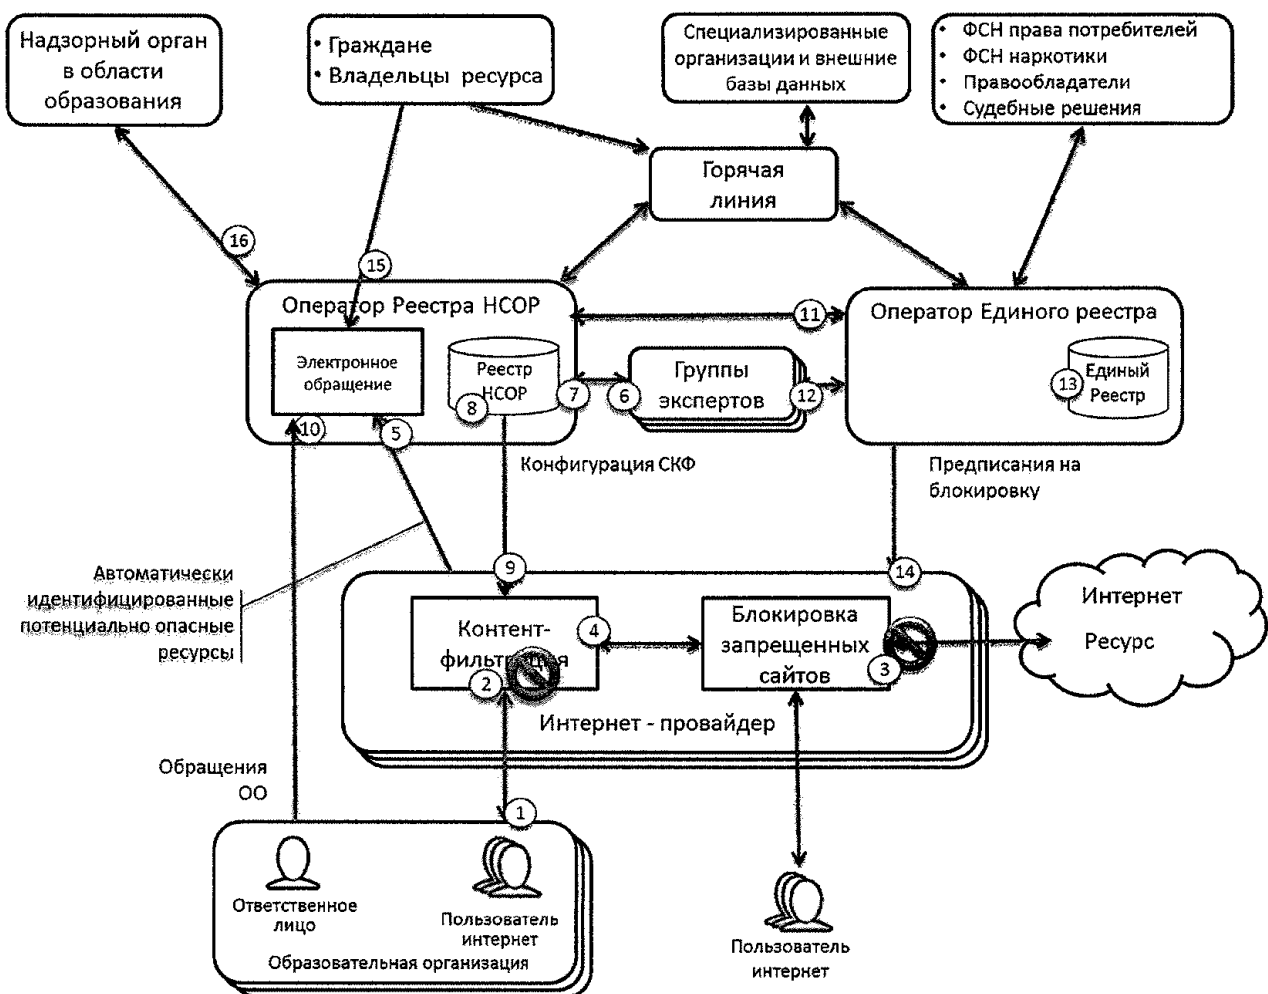 Надзорный орган
в области
образования
• Граждане
• Владельцы ресурса
Специализированные
организации и внешние
базы данных
• ФСН права потребителей
• ФСН наркотики
• Правообладатели
• Судебные решения
Горячая
линия
16
15
Оператор Реестра НСОР
11
Оператор Единого реестра
Электронное
обращение
Реестр
НСОР
8
7
6
Группы
экспертов
12
13
Единый
Реестр
10
5
Конфигурация СКФ
Предписания на
блокировку
Автоматически
идентифицированные
потенциально опасные
ресурсы
9
14
Контент-
фильтрация
4
2
Блокировка
запрещенных
сайтов
3
Интернет
Ресурс
Интернет - провайдер
Обращения
ОО
1
Ответственное
лицо
Пользователь
интернет
Образовательная организация
Пользователь
интернет